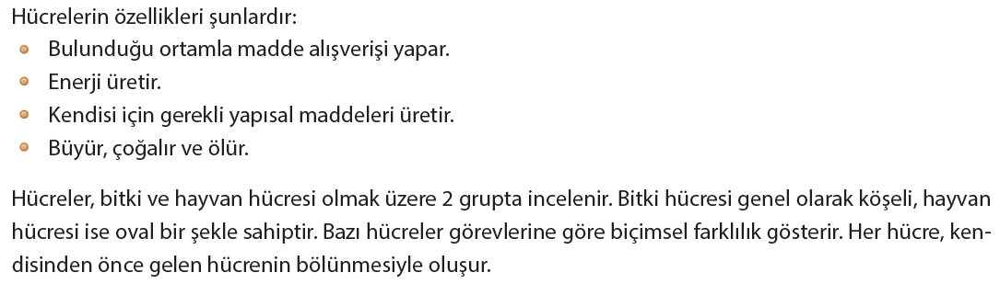 Hücrelerin özellikleri şunlardır:
• Bulunduğu ortamla madde alışverişi yapar.
• Enerji üretir.
• Kendisi için gerekli yapısal maddeleri üretir.
• Büyür, çoğalır ve ölür.
Hücreler, bitki ve hayvan hücresi olmak üzere 2 grupta incelenir. Bitki hücresi genel olarak köşeli, hayvan
hücresi ise oval bir şekle sahiptir. Bazı hücreler görevlerine göre biçimsel farklılık gösterir. Her hücre, ken-
disinden önce gelen hücrenin bölünmesiyle oluşur.